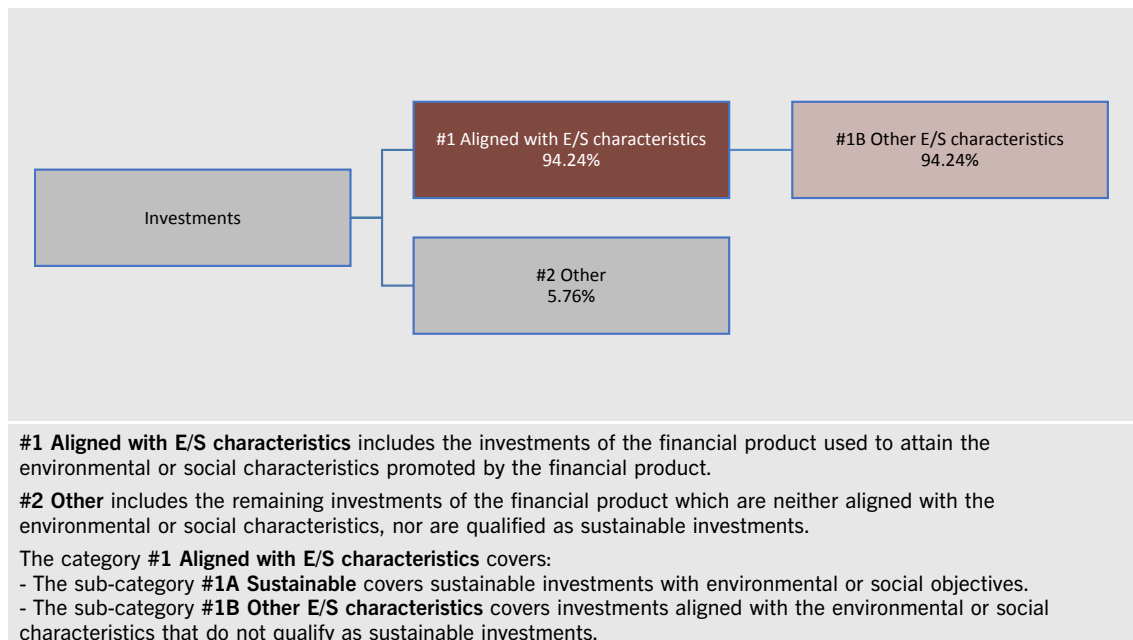 #1 Aligned with E/S characteristics
94.24%
#1B Other E/S characteristics
94.24%
Investments
#2 Other
5.76%
#1 Aligned with E/S characteristics includes the investments of the financial product used to attain the
environmental or social characteristics promoted by the financial product.
#2 Other includes the remaining investments of the financial product which are neither aligned with the
environmental or social characteristics, nor are qualified as sustainable investments.
The category #1 Aligned with E/S characteristics covers:
- The sub-category #1A Sustainable covers sustainable investments with environmental or social objectives.
- The sub-category #1B Other E/S characteristics covers investments aligned with the environmental or social
characteristics that do not qualify as sustainable investments.